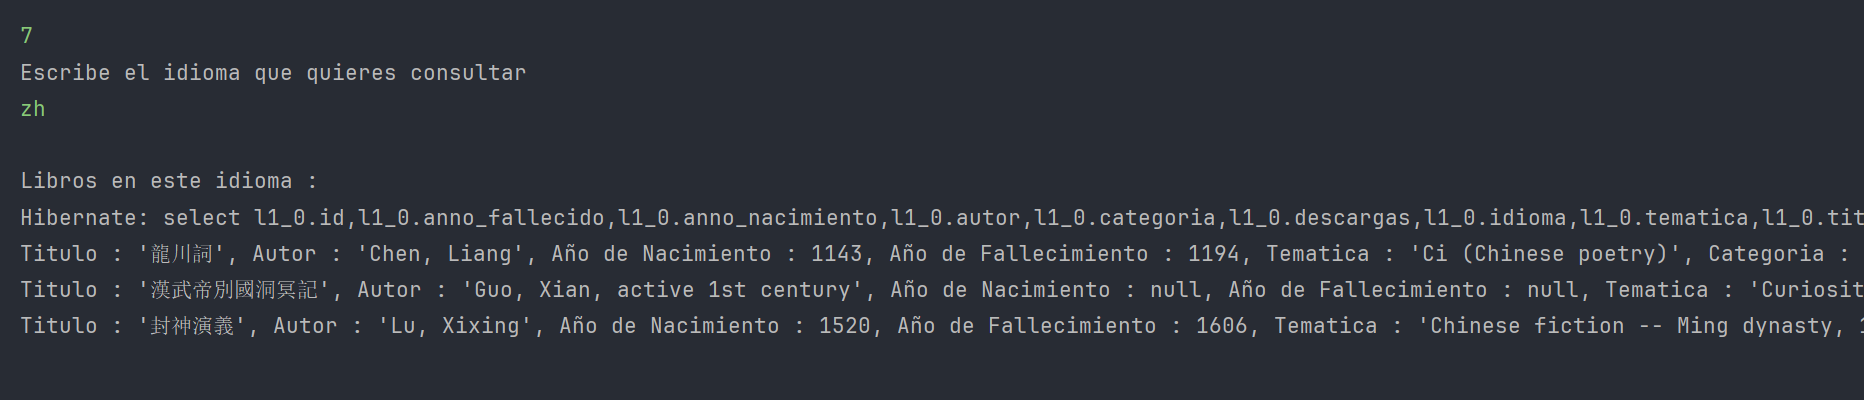 7
Escribe el idioma que quieres consultar
zh
Libros en este idioma :
Hibernate: select l1_0.id,l1_0.anno_fallecido,l1_0.anno_nacimiento,l1_0.autor,l1_0.categoria,l1_0.descargas,l1_0.idioma,l1_0.tematica,l1_0.tit
Titulo : '龍川詞', Autor : 'Chen, Liang', Año de Nacimiento : 1143, Año de Fallecimiento : 1194, Tematica : 'Ci (Chinese poetry)', Categoria :
Titulo : '漢武帝別國洞冥記', Autor : 'Guo, Xian, active 1st century', Año de Nacimiento : null, Año de Fallecimiento : null, Tematica : 'Curiosit
Titulo : '封神演義', Autor : 'Lu, Xixing', Año de Nacimiento : 1520, Año de Fallecimiento : 1606, Tematica : 'Chinese fiction -- Ming dynasty, 1